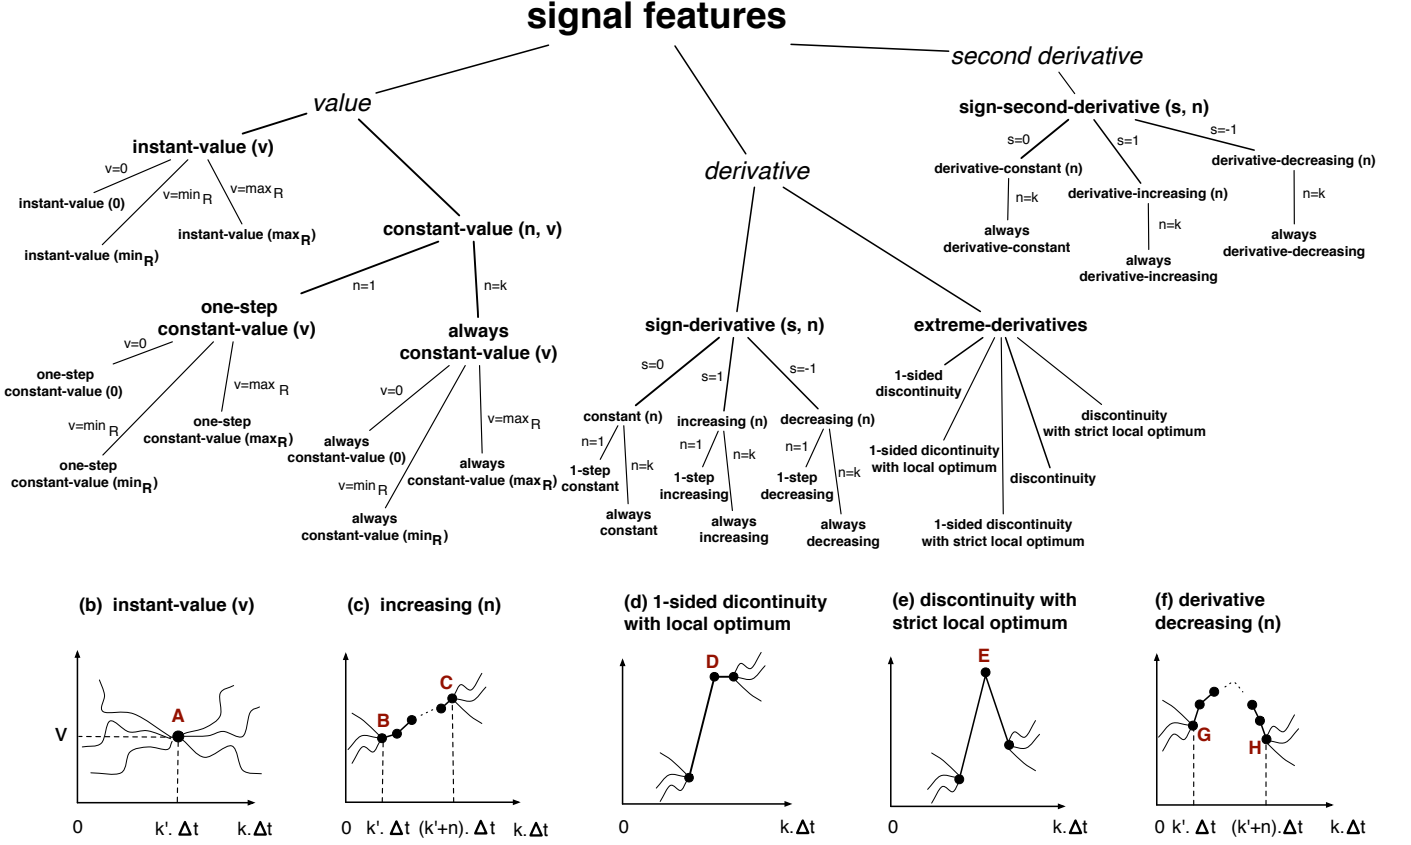 signal features
second derivative
value
sign-second-derivative (s, n)
instant-value (v)
s=0
s=1
s=-1
v=0
v=min R
v=max R
derivative
derivative-constant (n)
derivative-increasing (n)
derivative-decreasing (n)
instant-value (0)
instant-value (max R)
instant-value (min R)
n=k
n=k
n=k
always
derivative-constant
always
derivative-increasing
always
derivative-decreasing
constant-value (n, v)
n=1
n=k
one-step
constant-value (v)
always
constant-value (v)
v=0
v=min R
v=max R
one-step
constant-value (0)
one-step
constant-value (max R)
one-step
constant-value (min R)
v=0
v=min R
v=max R
always
constant-value (0)
always
constant-value (max R)
always
constant-value (min R)
sign-derivative (s, n)
s=0
s=1
s=-1
constant (n)
increasing (n)
decreasing (n)
n=1
n=k
n=1
n=k
n=1
n=k
1-step
constant
1-step
increasing
1-step
decreasing
always
constant
always
increasing
always
decreasing
extreme-derivatives
1-sided
discontinuity
discontinuity
with strict local optimum
1-sided dicontinuity
with local optimum
discontinuity
1-sided discontinuity
with strict local optimum
(b) instant-value (v)
A
V
0 k'. Δt k. Δt
(c) increasing (n)
B
C
0 k'. Δt (k'+n). Δt k. Δt
(d) 1-sided dicontinuity
with local optimum
D
0 k. Δt
(e) discontinuity with
strict local optimum
E
0 k. Δt
(f) derivative
decreasing (n)
G
H
0 k'. Δt (k'+n). Δt k. Δt